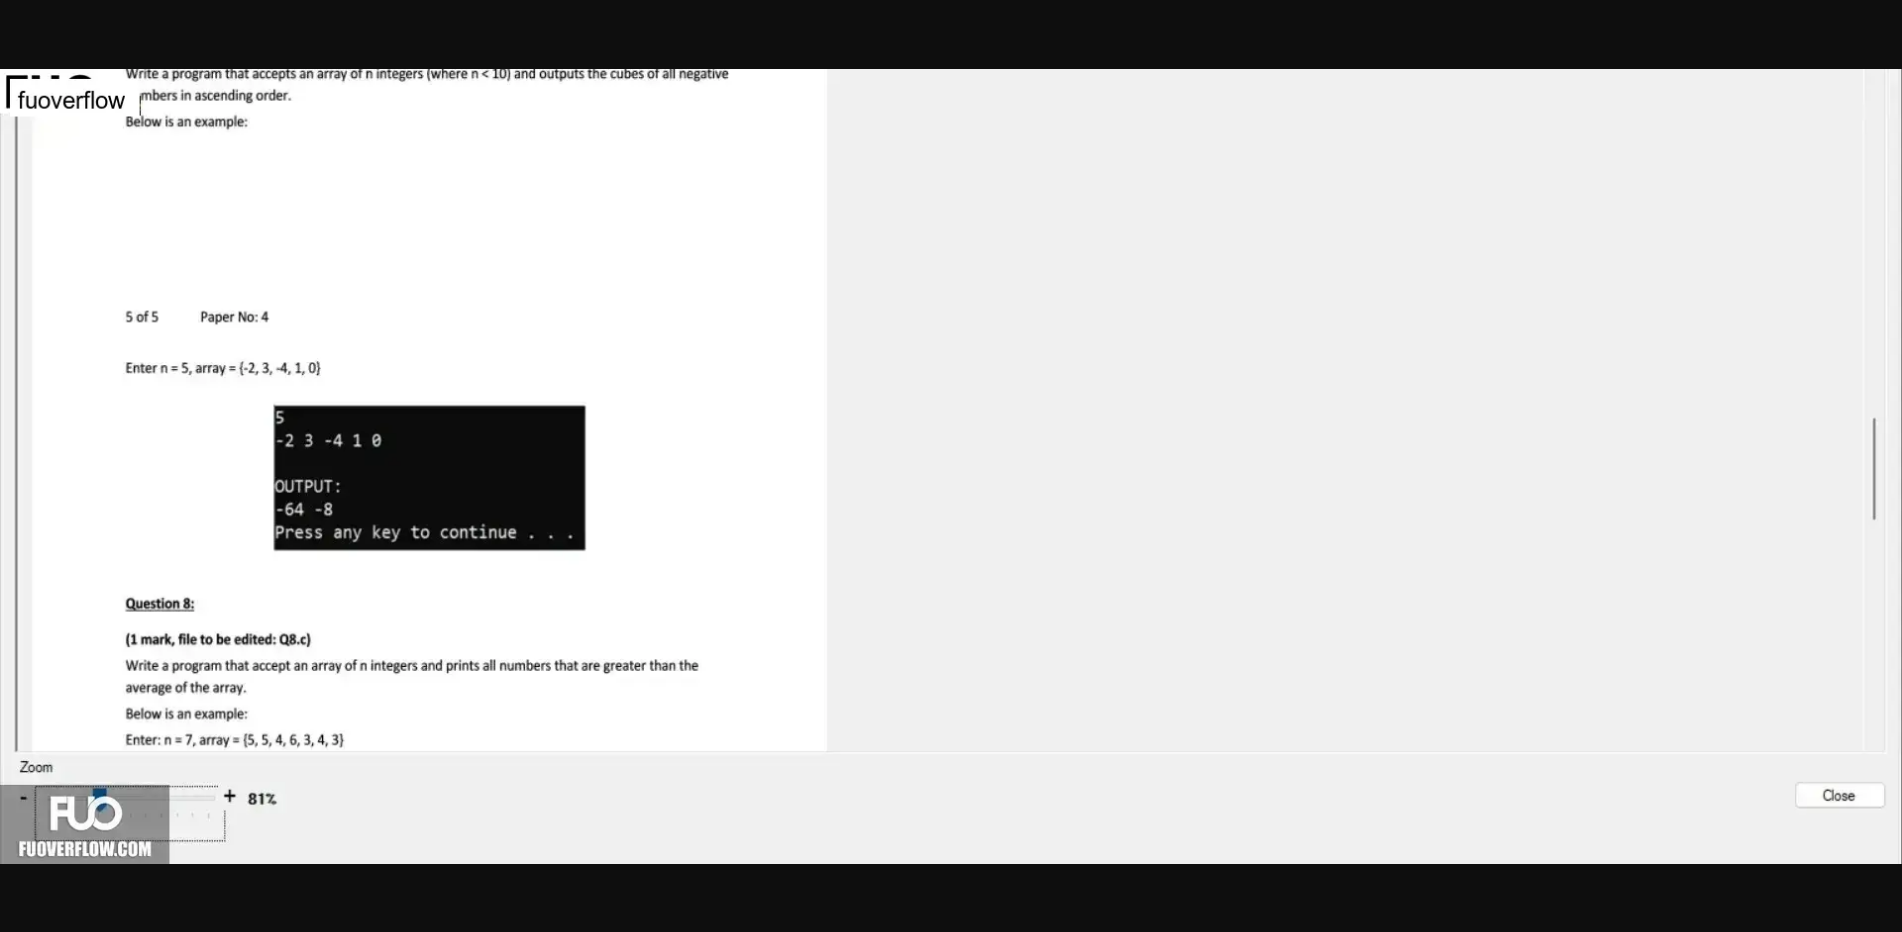 Write a program that accepts an array of n integers (where n < 10) and outputs the cubes of all negative
fuoverflow
mbers in ascending order.
Below is an example:
5 of 5 Paper No: 4
Enter n = 5, array = {-2, 3, -4, 1, 0}
5
-2 3 -4 1 0
OUTPUT:
-64 -8
Press any key to continue . . .
Question 8:
(1 mark, file to be edited: Q8.c)
Write a program that accept an array of n integers and prints all numbers that are greater than the
average of the array.
Below is an example:
Enter: n = 7, array = {5, 5, 4, 6, 3, 4, 3}
Zoom
- + 81%
Close
FUO
FUOVERFLOW.COM